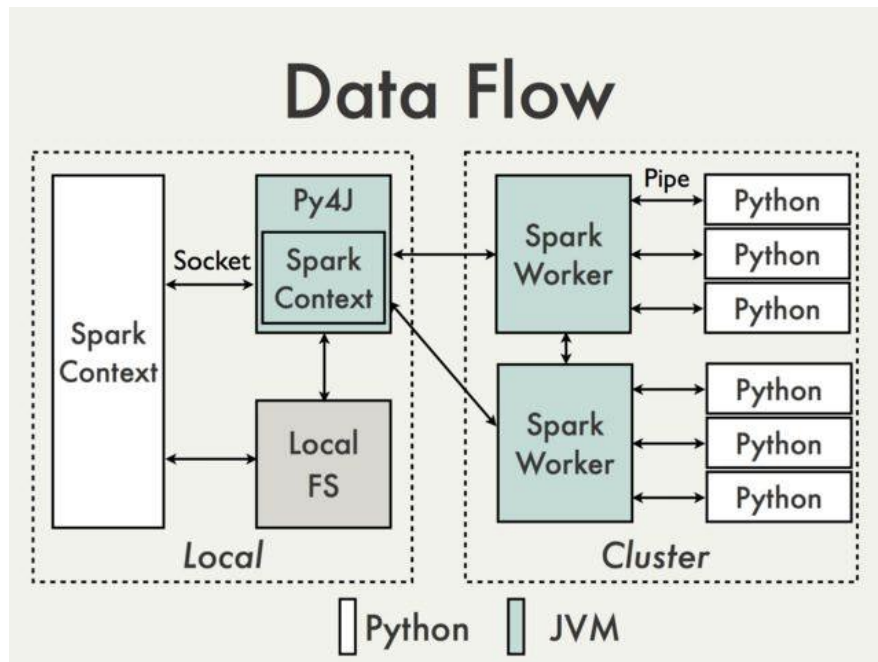 Data Flow
Spark
Context
Socket
Py4J
Spark
Context
Local
FS
Local
Spark
Worker
Pipe
Python
Python
Python
Spark
Worker
Python
Python
Python
Cluster
Python
JVM